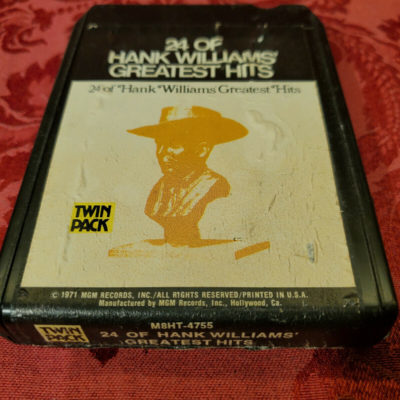 24 OF
HANK WILLIAMS'
GREATEST HITS
24 of "Hank "Williams Greatest" Hits
TWIN
PACK
© 1971 MGM RECORDS, INC./ALL RIGHTS RESERVED/PRINTED IN U.S.A.
Manufactured by MGM Records, Inc., Hollywood, Ca.
M8HT-4755
TWIN
PACK
24 OF HANK WILLIAMS'
GREATEST HITS